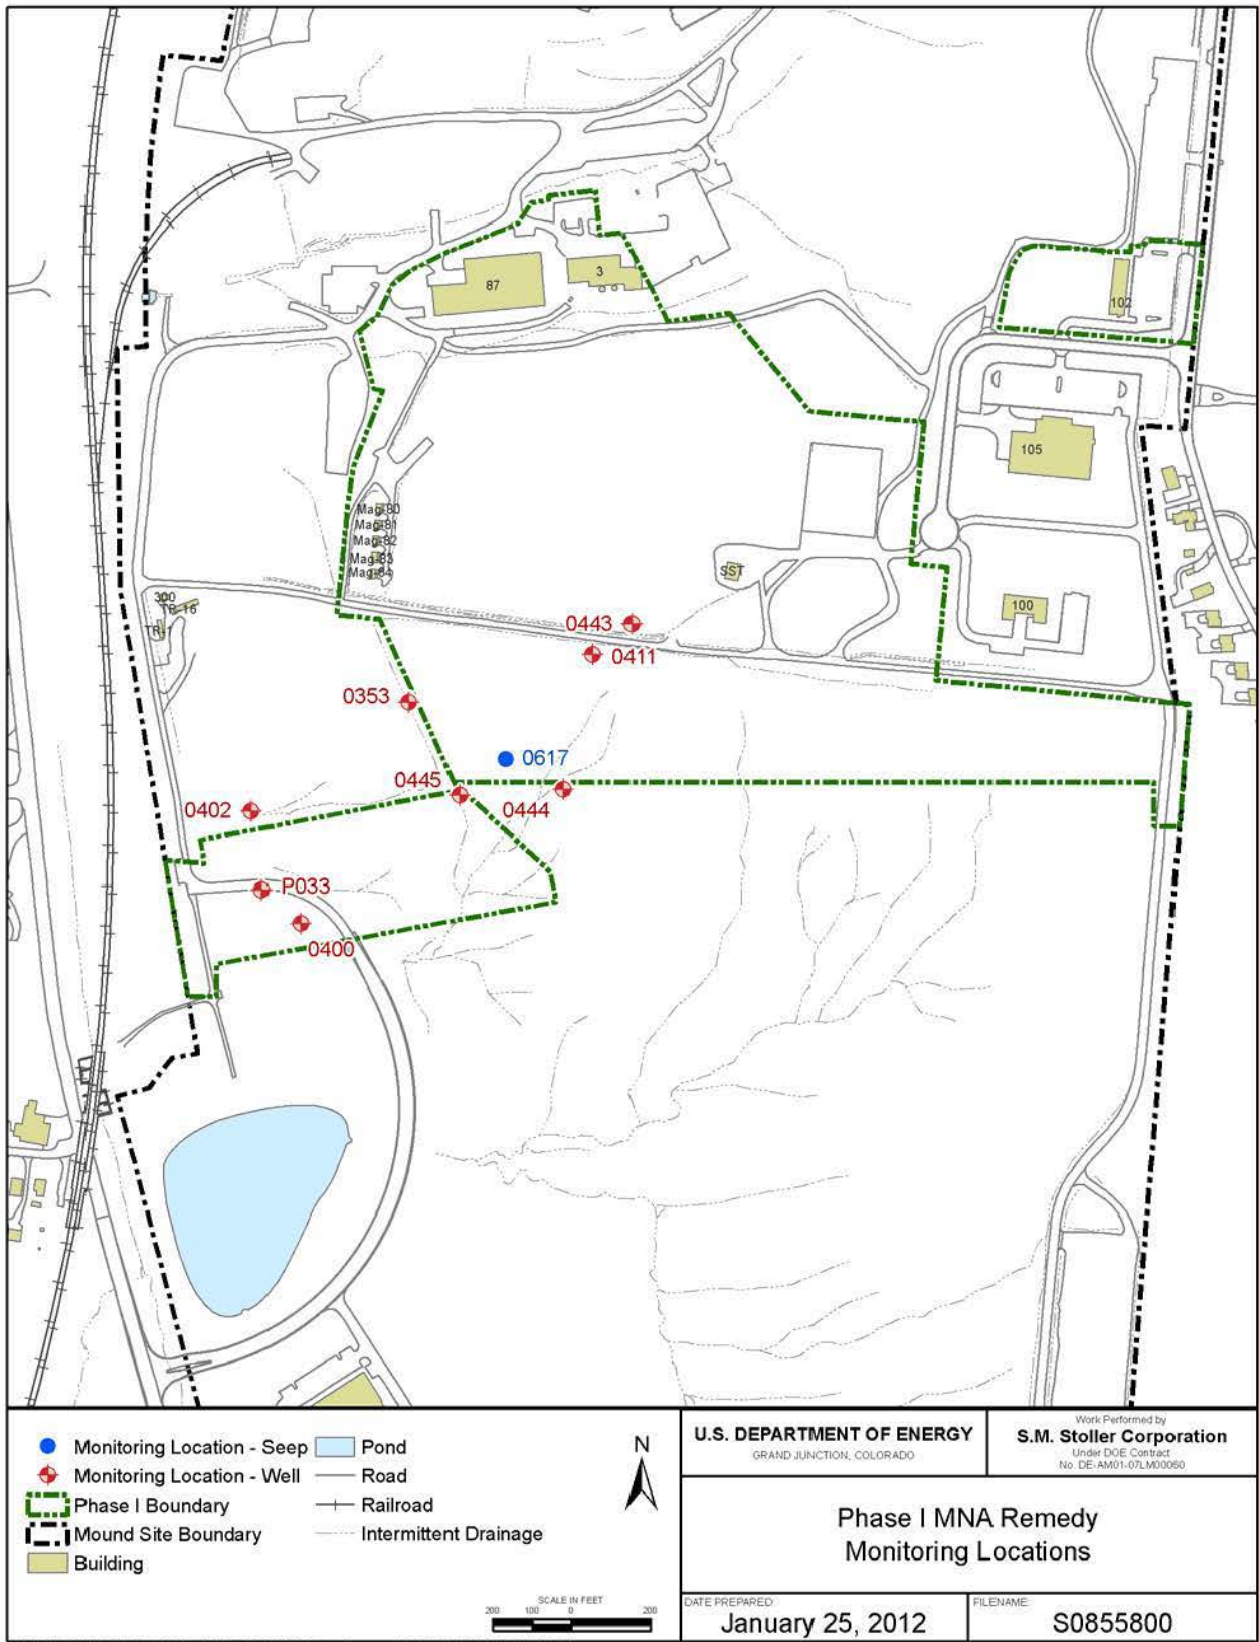 87
3
102
105
Mag-80
Mag-81
Mag-82
Mag-83
Mag-84
SST
300
TR-16
TR-1
100
0443
0411
0353
0617
0445
0444
0402
P033
0400
Monitoring Location - Seep
Monitoring Location - Well
Phase I Boundary
Mound Site Boundary
Building
Pond
Road
Railroad
Intermittent Drainage
N
SCALE IN FEET
200 100 0 200
U.S. DEPARTMENT OF ENERGY
GRAND JUNCTION, COLORADO
Work Performed by
S.M. Stoller Corporation
Under DOE Contract
No. DE-AM01-07LM00060
Phase I MNA Remedy
Monitoring Locations
DATE PREPARED:
January 25, 2012
FILENAME:
S0855800